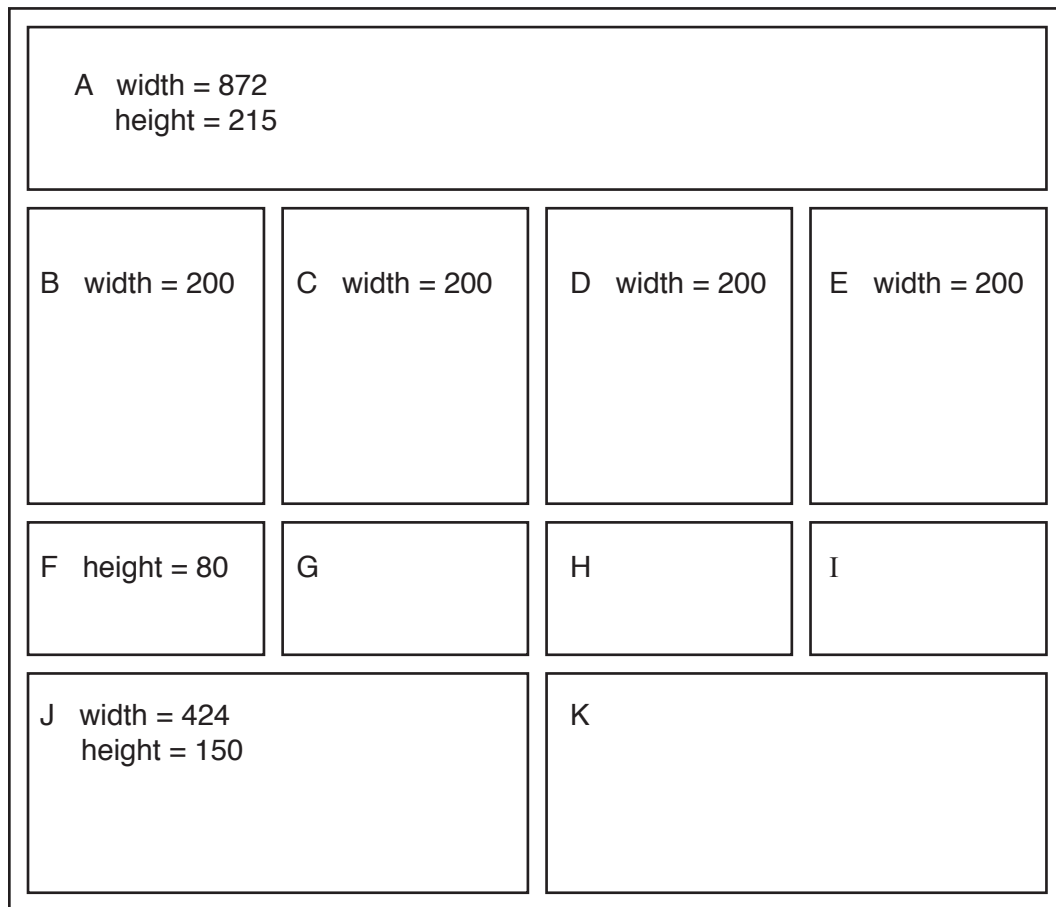 A width = 872
height = 215
B width = 200
C width = 200
D width = 200
E width = 200
F height = 80
G
H
I
J width = 424
height = 150
K